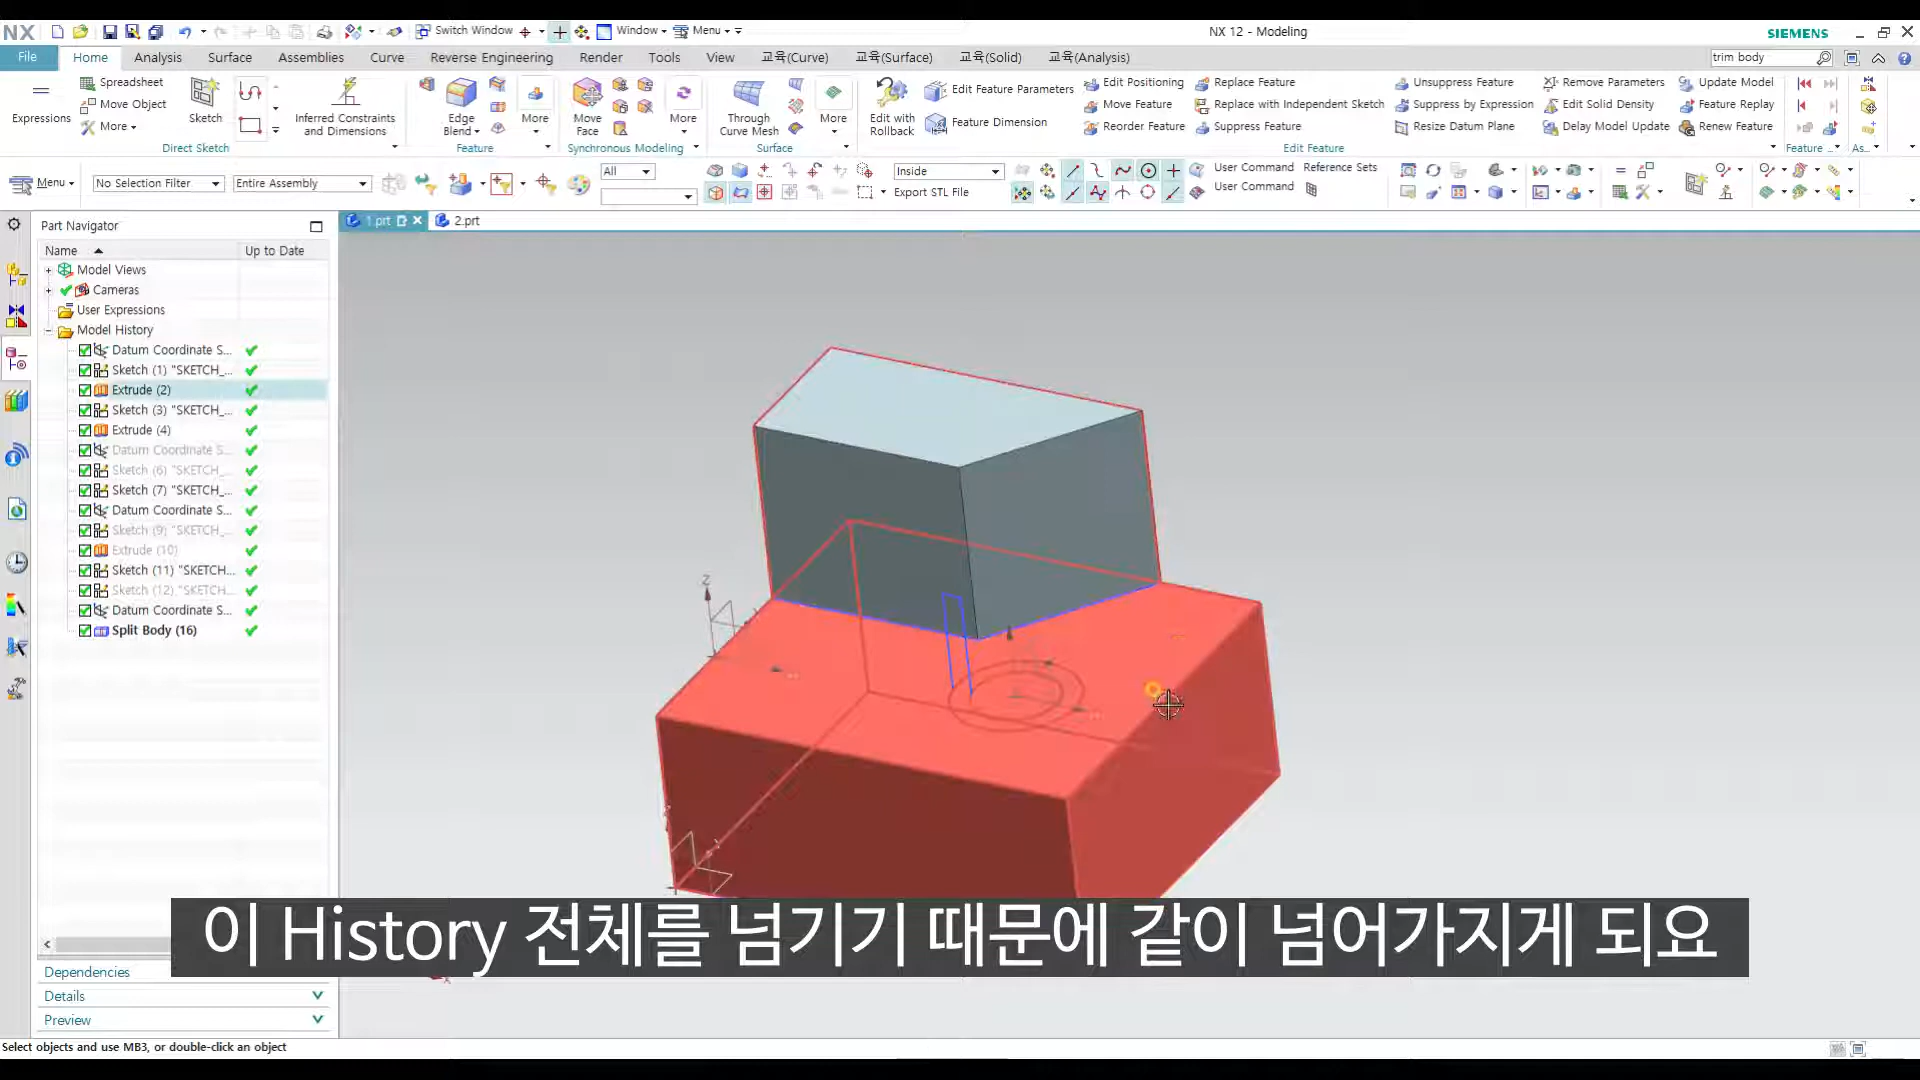 NX
Switch Window
Window
Menu
NX 12 - Modeling
SIEMENS
File
Home
Analysis
Surface
Assemblies
Curve
Reverse Engineering
Render
Tools
View
교육(Curve)
교육(Surface)
교육(Solid)
교육(Analysis)
trim body
Expressions
Spreadsheet
Move Object
More
Sketch
Direct Sketch
Inferred Constraints
and Dimensions
Edge
Blend
More
Feature
Move
Face
More
Synchronous Modeling
Through
Curve Mesh
More
Surface
Edit with
Rollback
Edit Feature Parameters
Feature Dimension
Edit Positioning
Move Feature
Reorder Feature
Replace Feature
Replace with Independent Sketch
Suppress Feature
Unsuppress Feature
Suppress by Expression
Resize Datum Plane
Remove Parameters
Edit Solid Density
Delay Model Update
Update Model
Feature Replay
Renew Feature
Edit Feature
Feature ...
As...
Menu
No Selection Filter
Entire Assembly
All
Inside
Export STL File
User Command
User Command
Reference Sets
Part Navigator
1.prt
2.prt
Name
Up to Date
Model Views
Cameras
User Expressions
Model History
Datum Coordinate S...
Sketch (1) "SKETCH_...
Extrude (2)
Sketch (3) "SKETCH_...
Extrude (4)
Datum Coordinate S...
Sketch (6) "SKETCH_...
Sketch (7) "SKETCH_...
Datum Coordinate S...
Sketch (9) "SKETCH_...
Extrude (10)
Sketch (11) "SKETCH...
Sketch (12) "SKETCH...
Datum Coordinate S...
Split Body (16)
Z
이 History 전체를 넘기기 때문에 같이 넘어가지게 되요
Dependencies
Details
Preview
X
Select objects and use MB3, or double-click an object